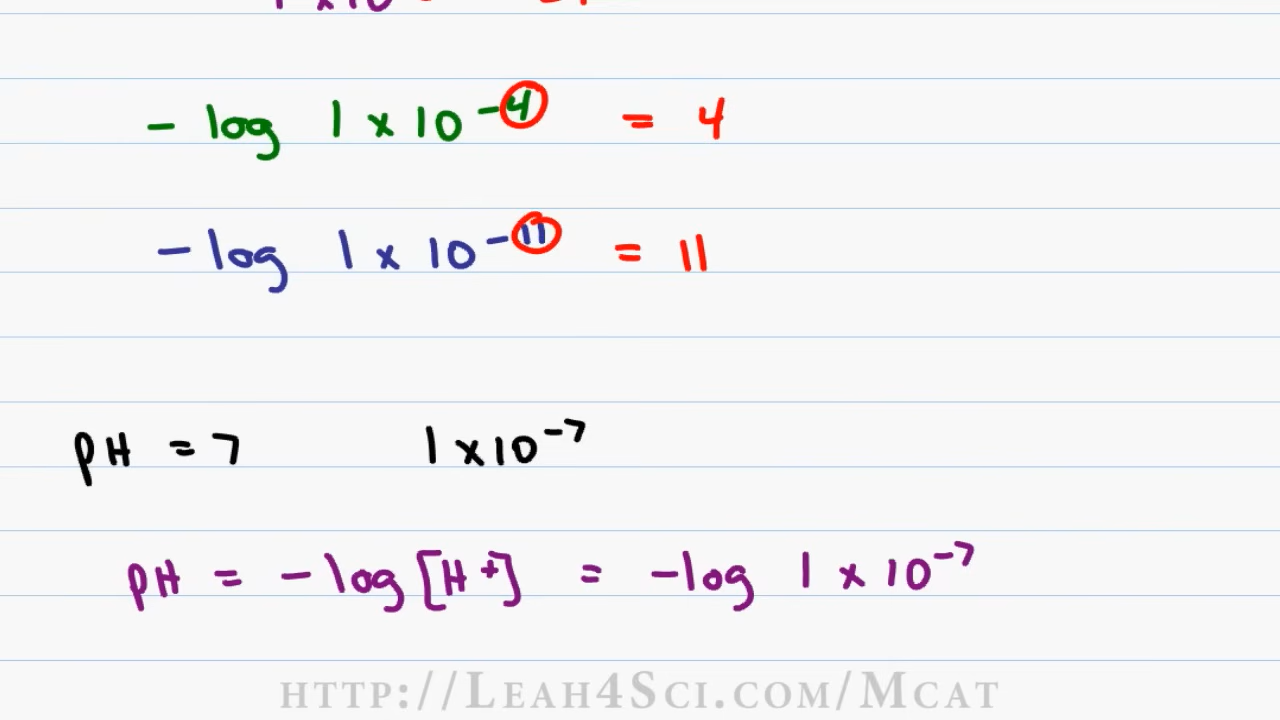 - log 1 x 10⁻⁴ = 4
- log 1 x 10⁻¹¹ = 11
pH = 7 1 x 10⁻⁷
pH = - log [H+] = - log 1 x 10⁻⁷
HTTP://LEAH4SCI.COM/MCAT